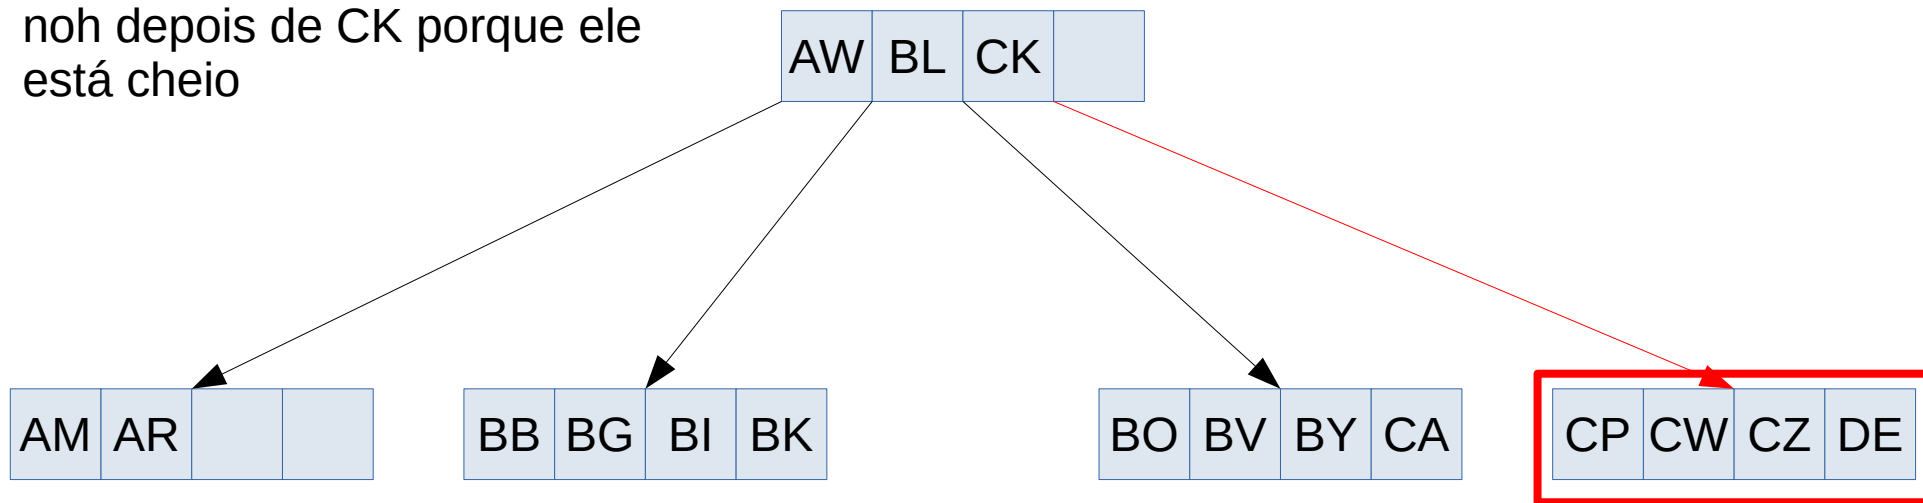 noh depois de CK porque ele
está cheio
AW BL CK
AM AR
BB BG BI BK
BO BV BY CA
CP CW CZ DE